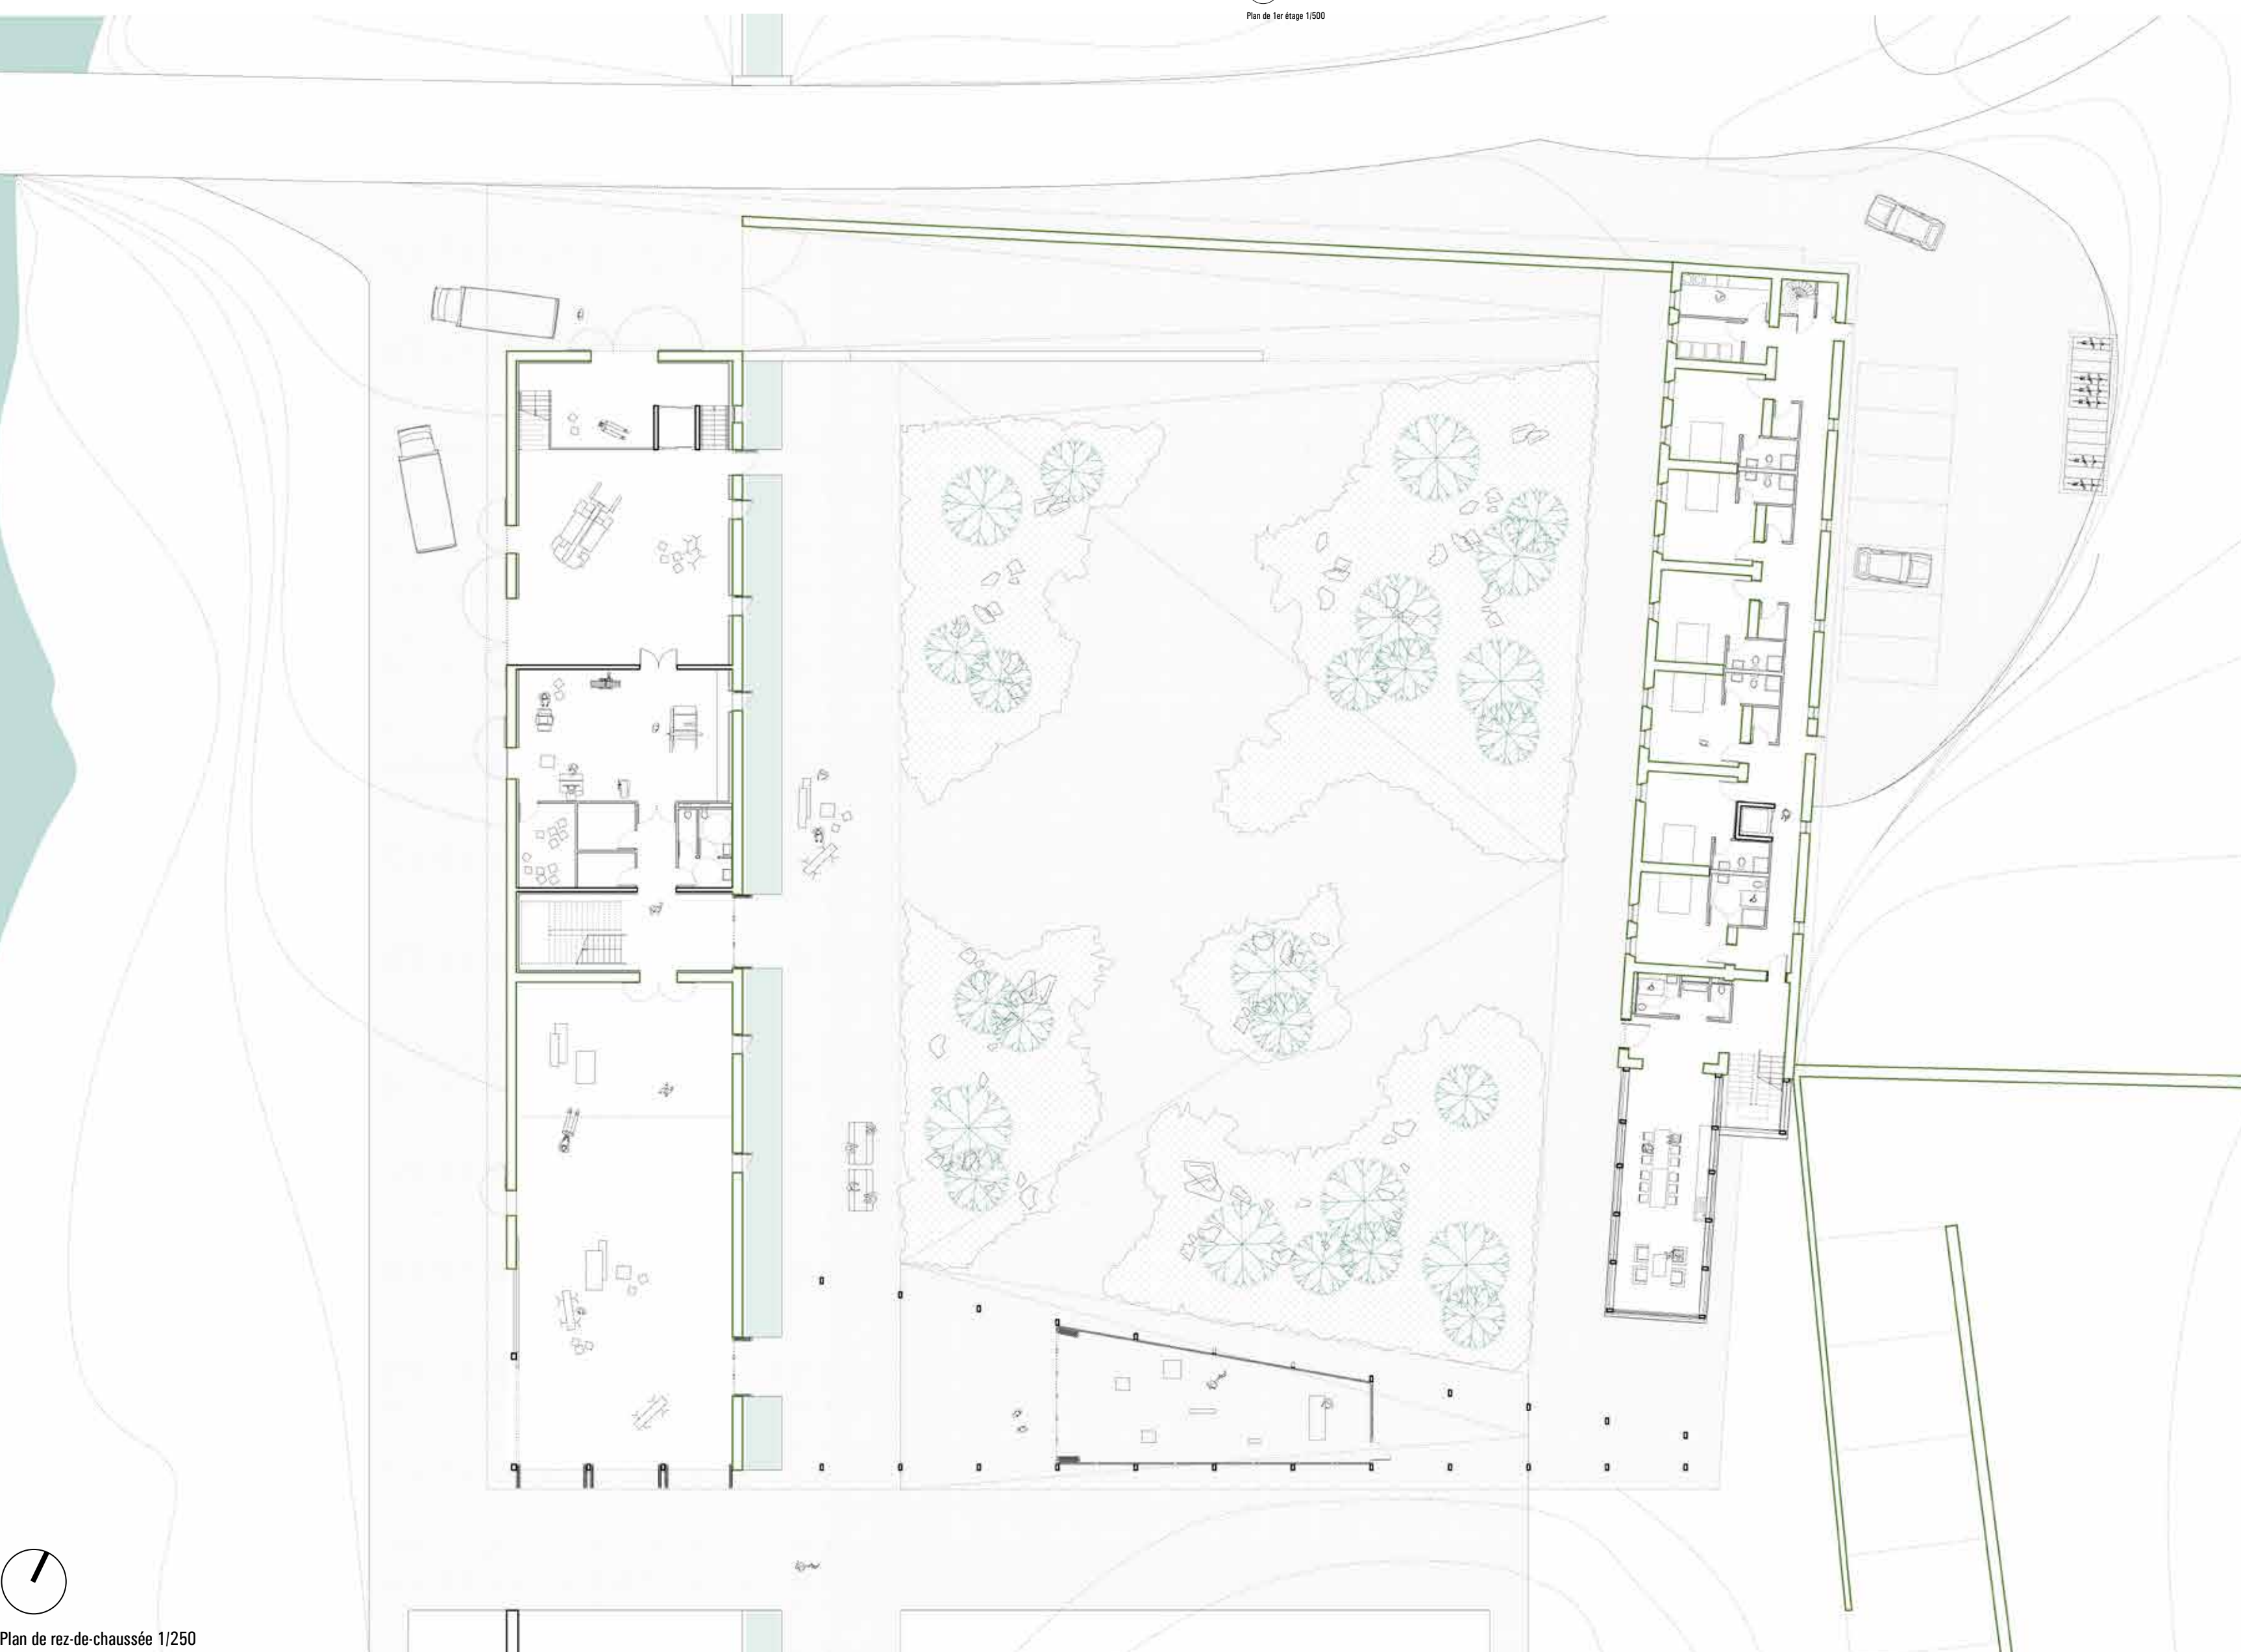 Plan de 1er étage 1/500
Plan de rez-de-chaussée 1/250